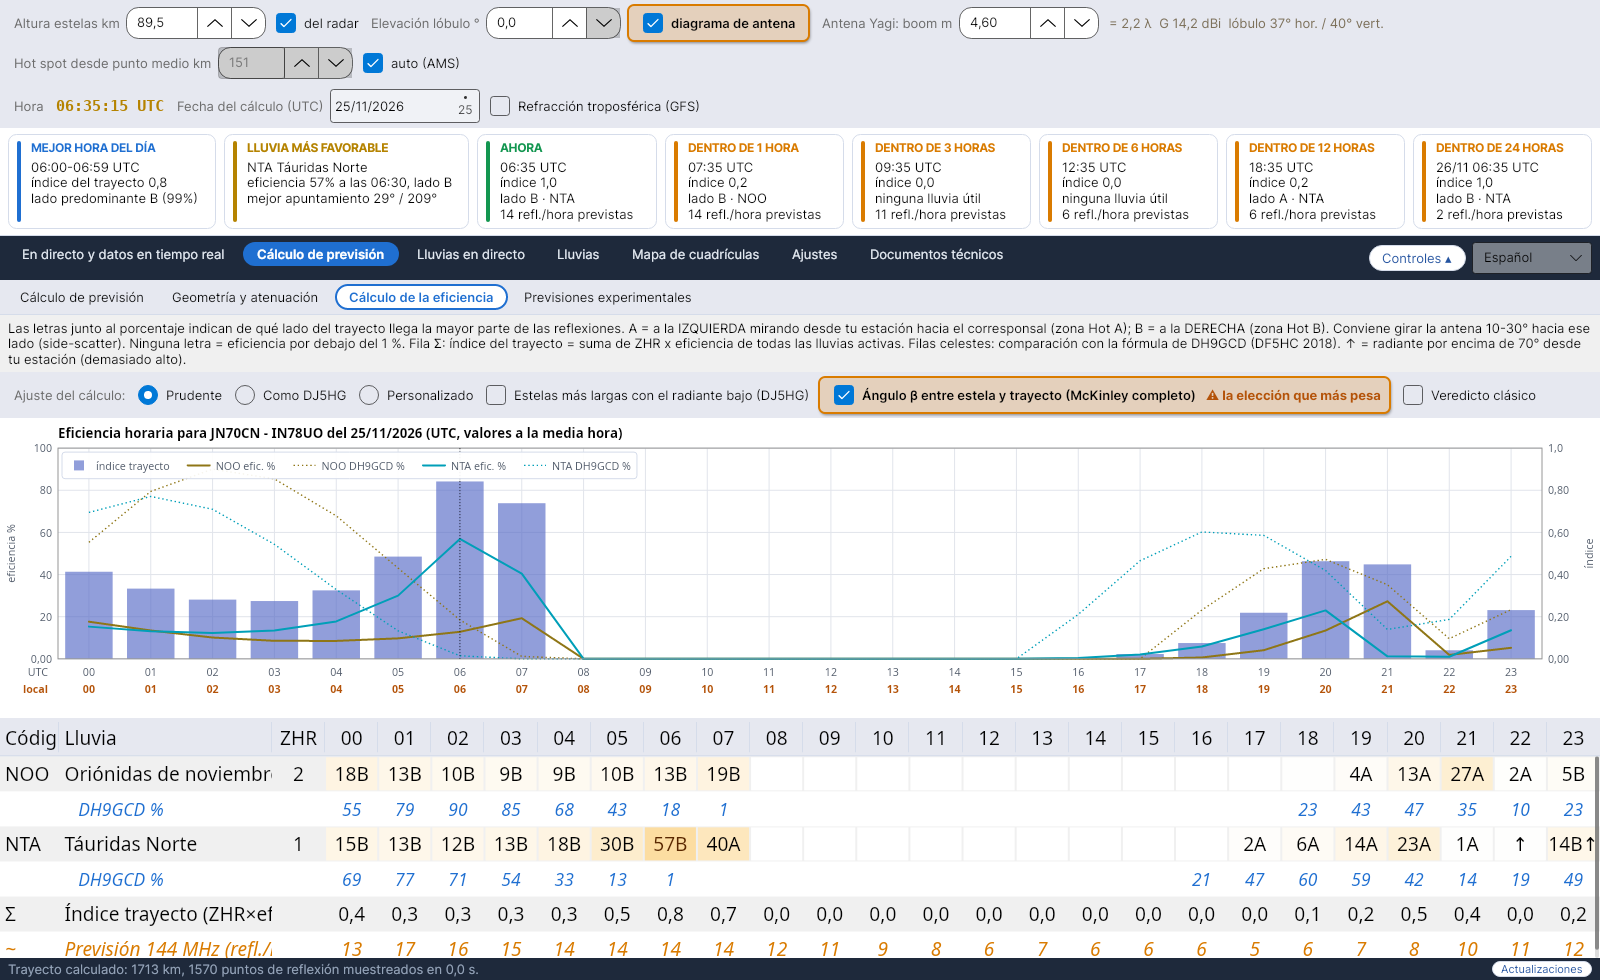 Altura estelas km 89,5 del radar Elevación lóbulo ° 0,0 diagrama de antena Antena Yagi: boom m 4,60 = 2,2 λ G 14,2 dBi lóbulo 37° hor. / 40° vert.
Hot spot desde punto medio km 151 auto (AMS)
Hora 06:35:15 UTC Fecha del cálculo (UTC) 25/11/2026 25 Refracción troposférica (GFS)
MEJOR HORA DEL DÍA
06:00-06:59 UTC
índice del trayecto 0,8
lado predominante B (99%)
LLUVIA MÁS FAVORABLE
NTA Táuridas Norte
eficiencia 57% a las 06:30, lado B
mejor apuntamiento 29° / 209°
AHORA
06:35 UTC
índice 1,0
lado B · NTA
14 refl./hora previstas
DENTRO DE 1 HORA
07:35 UTC
índice 0,2
lado B · NOO
14 refl./hora previstas
DENTRO DE 3 HORAS
09:35 UTC
índice 0,0
ninguna lluvia útil
11 refl./hora previstas
DENTRO DE 6 HORAS
12:35 UTC
índice 0,0
ninguna lluvia útil
6 refl./hora previstas
DENTRO DE 12 HORAS
18:35 UTC
índice 0,2
lado A · NTA
6 refl./hora previstas
DENTRO DE 24 HORAS
26/11 06:35 UTC
índice 1,0
lado B · NTA
2 refl./hora previstas
En directo y datos en tiempo real Cálculo de previsión Lluvias en directo Lluvias Mapa de cuadrículas Ajustes Documentos técnicos Controles ▴ Español
Cálculo de previsión Geometría y atenuación Cálculo de la eficiencia Previsiones experimentales
Las letras junto al porcentaje indican de qué lado del trayecto llega la mayor parte de las reflexiones. A = a la IZQUIERDA mirando desde tu estación hacia el corresponsal (zona Hot A); B = a la DERECHA (zona Hot B). Conviene girar la antena 10-30° hacia ese
lado (side-scatter). Ninguna letra = eficiencia por debajo del 1 %. Fila Σ: índice del trayecto = suma de ZHR x eficiencia de todas las lluvias activas. Filas celestes: comparación con la fórmula de DH9GCD (DF5HC 2018). ↑ = radiante por encima de 70° desde
tu estación (demasiado alto).
Ajuste del cálculo: Prudente Como DJ5HG Personalizado Estelas más largas con el radiante bajo (DJ5HG) Ángulo β entre estela y trayecto (McKinley completo) ⚠ la elección que más pesa Veredicto clásico
Eficiencia horaria para JN70CN - IN78UO del 25/11/2026 (UTC, valores a la media hora)
índice trayecto NOO efic. % NOO DH9GCD % NTA efic. % NTA DH9GCD %
100 1,0
80 0,80
60 0,60
40 0,40
20 0,20
0,00 0,00
eficiencia %
índice
UTC 00 01 02 03 04 05 06 07 08 09 10 11 12 13 14 15 16 17 18 19 20 21 22 23
local 00 01 02 03 04 05 06 07 08 09 10 11 12 13 14 15 16 17 18 19 20 21 22 23
Códig Lluvia ZHR 00 01 02 03 04 05 06 07 08 09 10 11 12 13 14 15 16 17 18 19 20 21 22 23
NOO Oriónidas de noviembr 2 18B 13B 10B 9B 9B 10B 13B 19B 4A 13A 27A 2A 5B
DH9GCD % 55 79 90 85 68 43 18 1 23 43 47 35 10 23
NTA Táuridas Norte 1 15B 13B 12B 13B 18B 30B 57B 40A 2A 6A 14A 23A 1A ↑ 14B↑
DH9GCD % 69 77 71 54 33 13 1 21 47 60 59 42 14 19 49
Σ Índice trayecto (ZHR×ef 0,4 0,3 0,3 0,3 0,3 0,5 0,8 0,7 0,0 0,0 0,0 0,0 0,0 0,0 0,0 0,0 0,0 0,0 0,1 0,2 0,5 0,4 0,0 0,2
~ Previsión 144 MHz (refl./ 13 17 16 15 14 14 14 14 12 11 9 8 6 7 6 6 6 5 6 7 8 10 11 12
Trayecto calculado: 1713 km, 1570 puntos de reflexión muestreados en 0,0 s. Actualizaciones